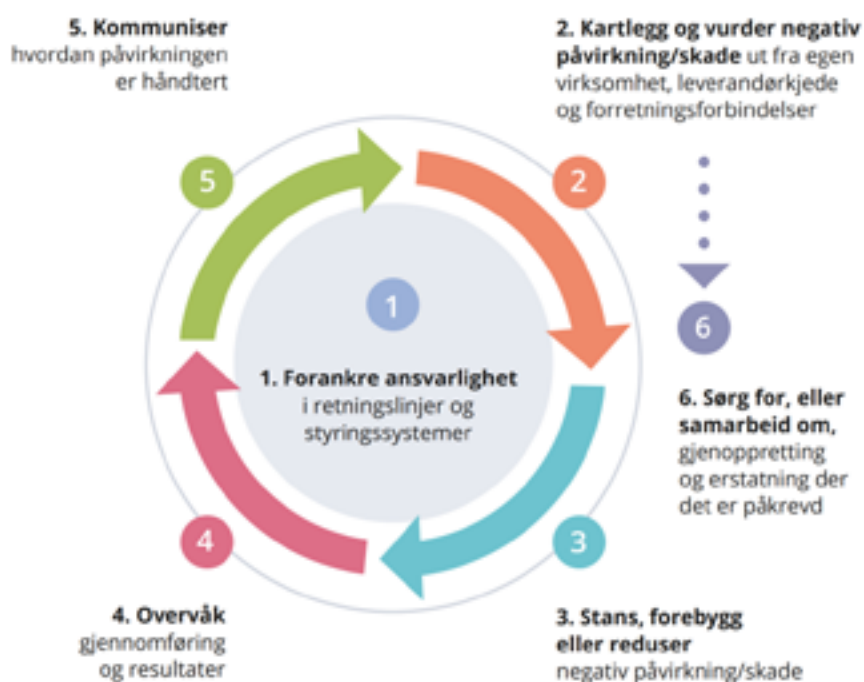 5. Kommuniser
hvordan påvirkningen
er håndtert
2. Kartlegg og vurder negativ
påvirkning/skade ut fra egen
virksomhet, leverandørkjede
og forretningsforbindelser
5
2
1
6
1. Forankre ansvarlighet
i retningslinjer og
styringssystemer
6. Sørg for, eller
samarbeid om,
gjenoppretting
og erstatning der
det er påkrevd
4
3
4. Overvåk
gjennomføring
og resultater
3. Stans, forebygg
eller reduser
negativ påvirkning/skade